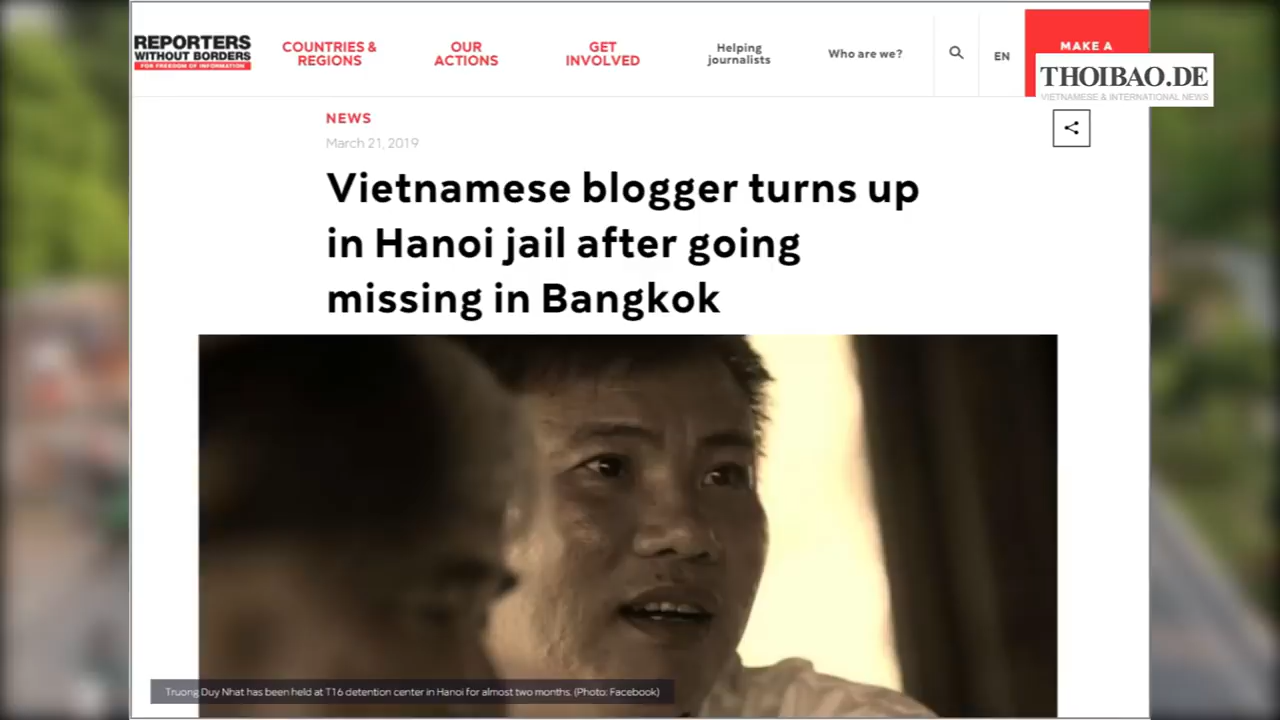 REPORTERS
WITHOUT BORDERS
FOR FREEDOM OF INFORMATION
COUNTRIES &
REGIONS
OUR
ACTIONS
GET
INVOLVED
Helping
journalists
Who are we?
EN
MAKE A
THOIBAO.DE
VIETNAMESE & INTERNATIONAL NEWS
NEWS
March 21, 2019
Vietnamese blogger turns up
in Hanoi jail after going
missing in Bangkok
Truong Duy Nhat has been held at T16 detention center in Hanoi for almost two months. (Photo: Facebook)